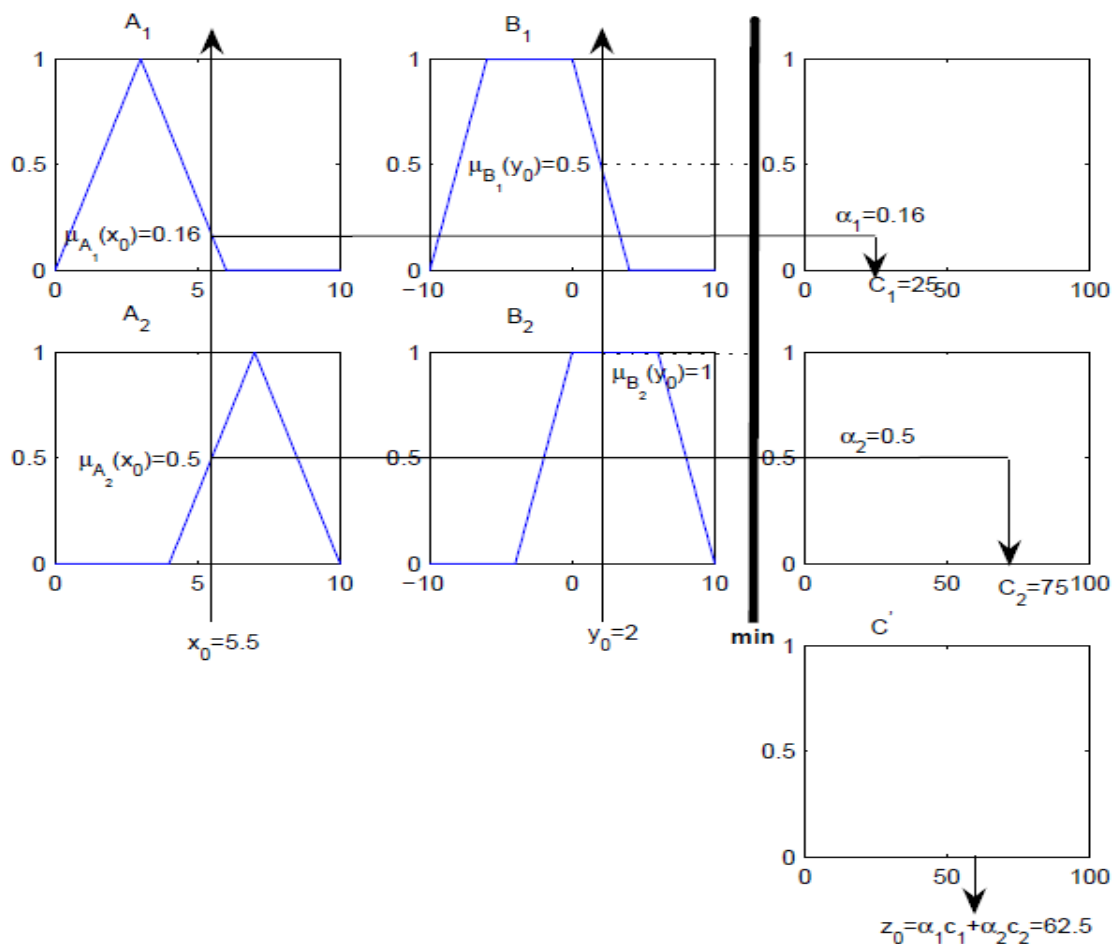 A₁ B₁
1 1 1
0.5 μB₁(y₀)=0.5 0.5
μA₁(x₀)=0.16 α₁=0.16
0 0 0
0 5 10 −10 0 10 0 C₁=25 50 100
A₂ B₂
1 1 1
μB₂(y₀)=1
0.5 μA₂(x₀)=0.5 0.5 0.5 α₂=0.5
0 0 0
0 5 10 −10 0 10 0 50 100
C₂=75
x₀=5.5 y₀=2 min C'
1
0.5
0
0 50 100
z₀=α₁c₁+α₂c₂=62.5